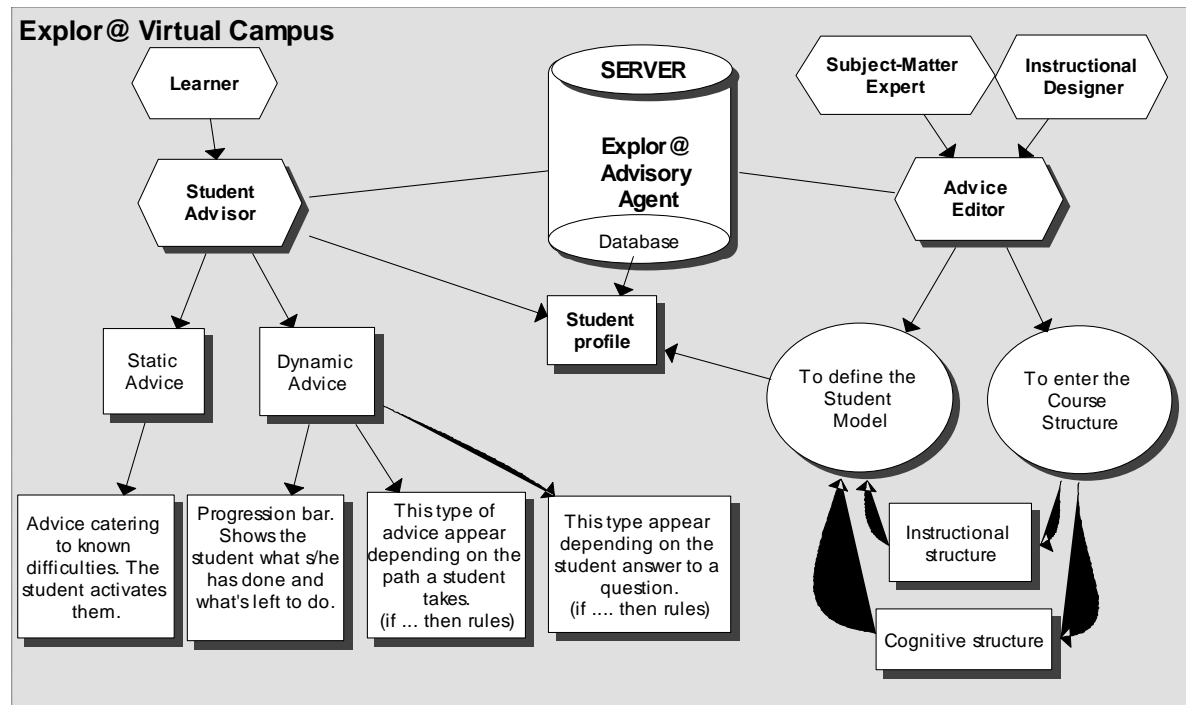 Explor@ Virtual Campus
Learner
SERVER
Explor@
Advisory
Agent
Database
Subject-Matter
Expert
Instructional
Designer
Student
Advisor
Advice
Editor
Student
profile
Static
Advice
Dynamic
Advice
To define the
Student
Model
To enter the
Course
Structure
Advice catering
to known
difficulties. The
student activates
them.
Progression bar.
Shows the
student what s/he
has done and
what's left to do.
This type of
advice appear
depending on the
path a student
takes.
(if ... then rules)
This type appear
depending on the
student answer to a
question.
(if .... then rules)
Instructional
structure
Cognitive structure